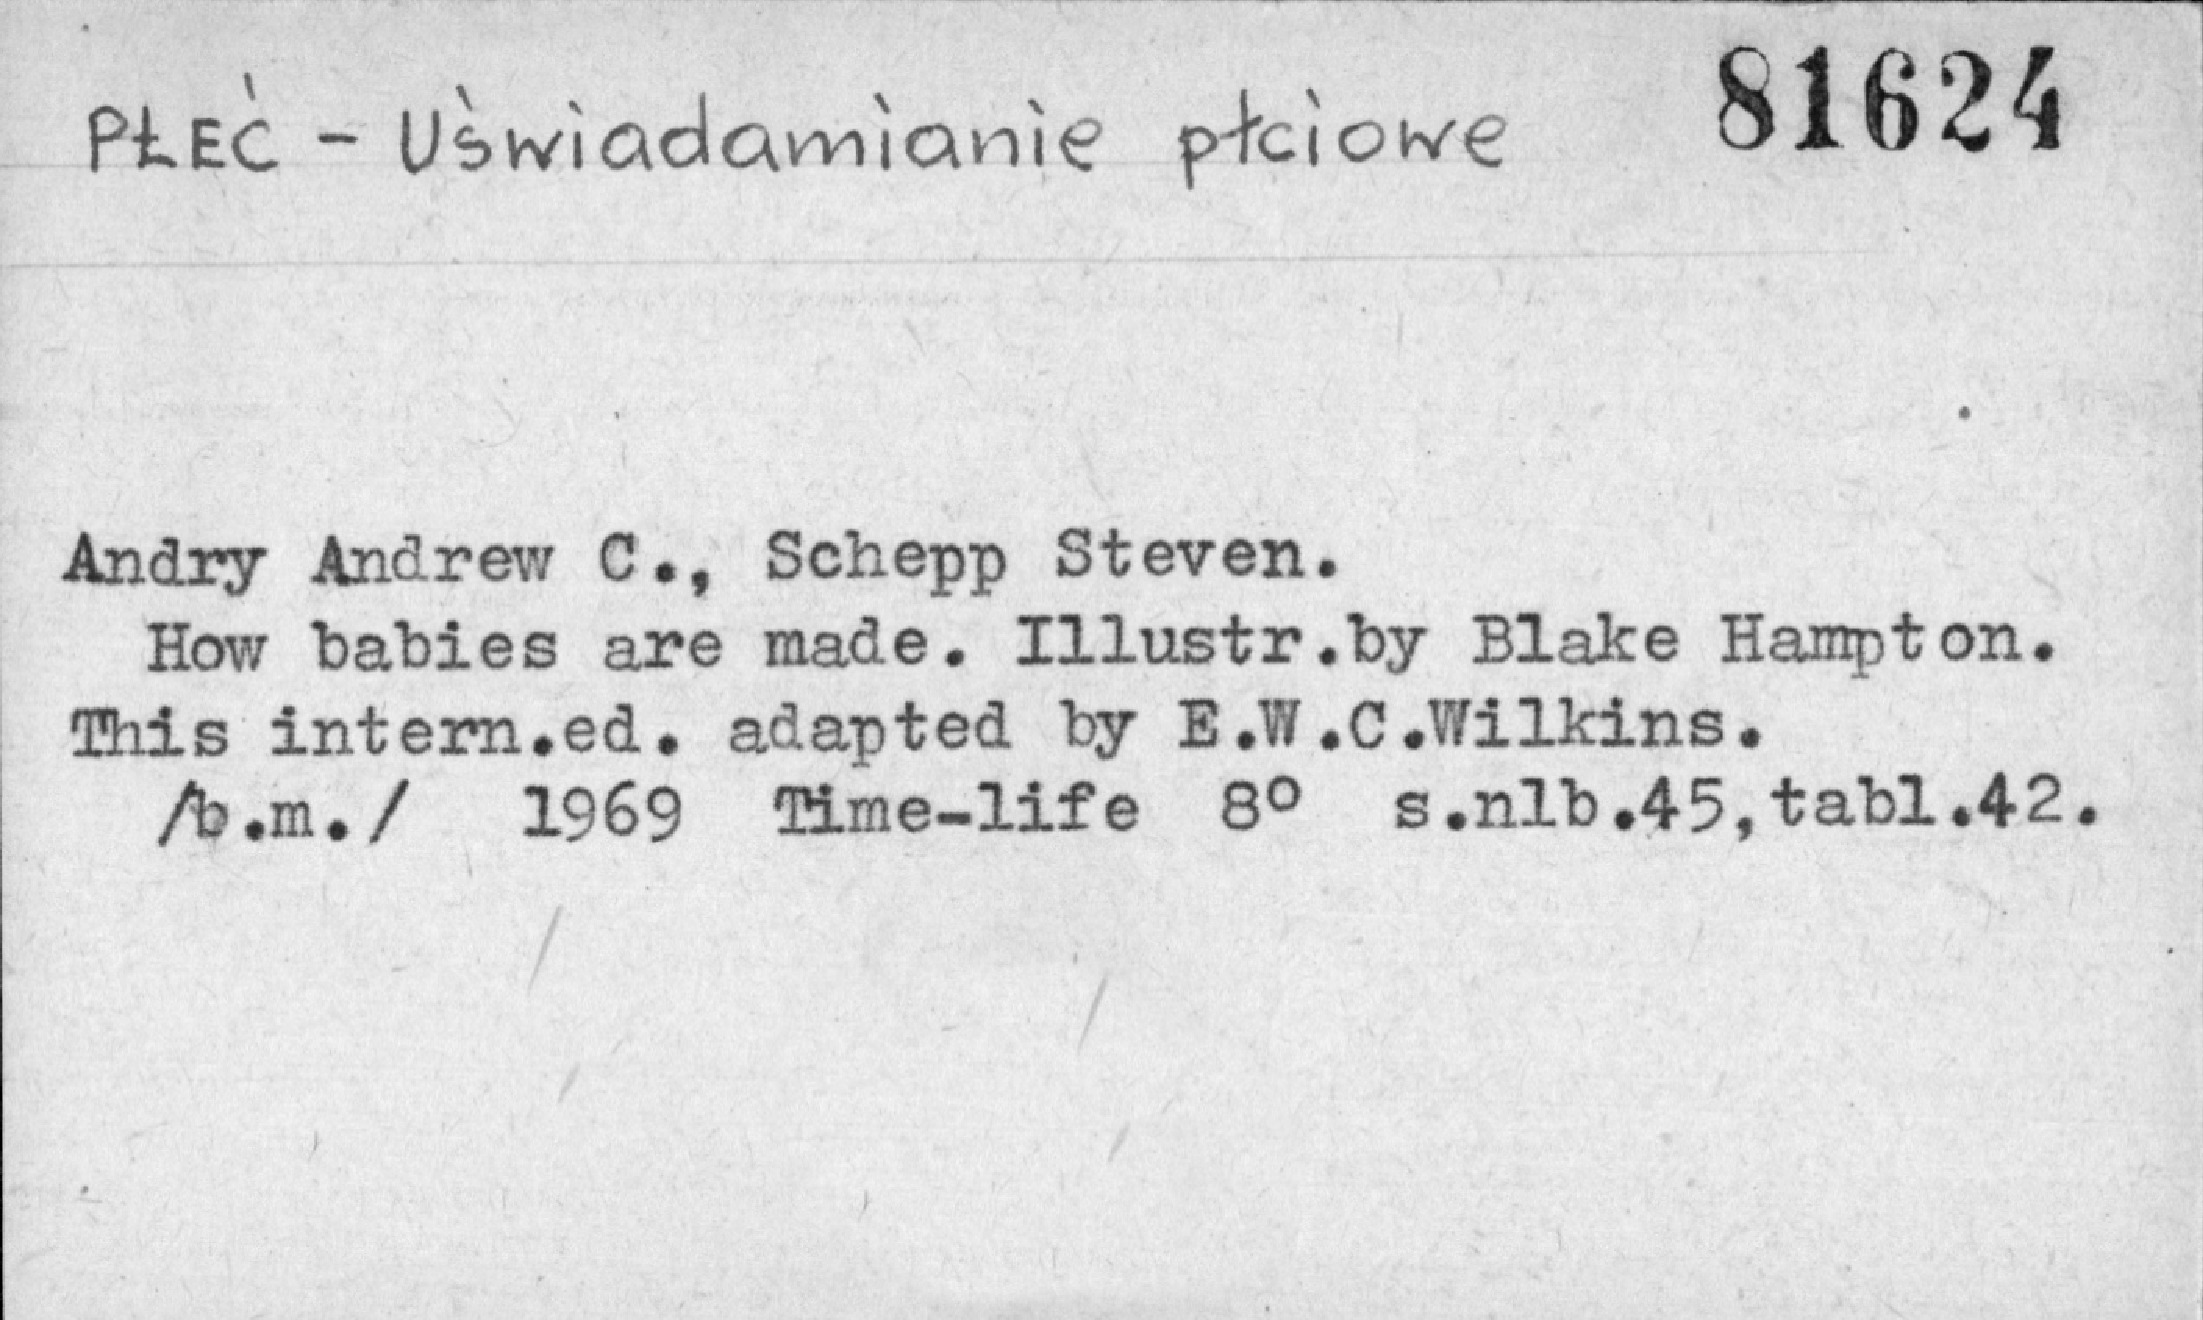 PŁEĆ - Uświadamianie płciowe 81624
Andry Andrew C., Schepp Steven.
How babies are made. Illustr.by Blake Hampton.
This intern.ed. adapted by E.W.C.Wilkins.
/b.m./ 1969 Time-life 8° s.nlb.45,tabl.42.